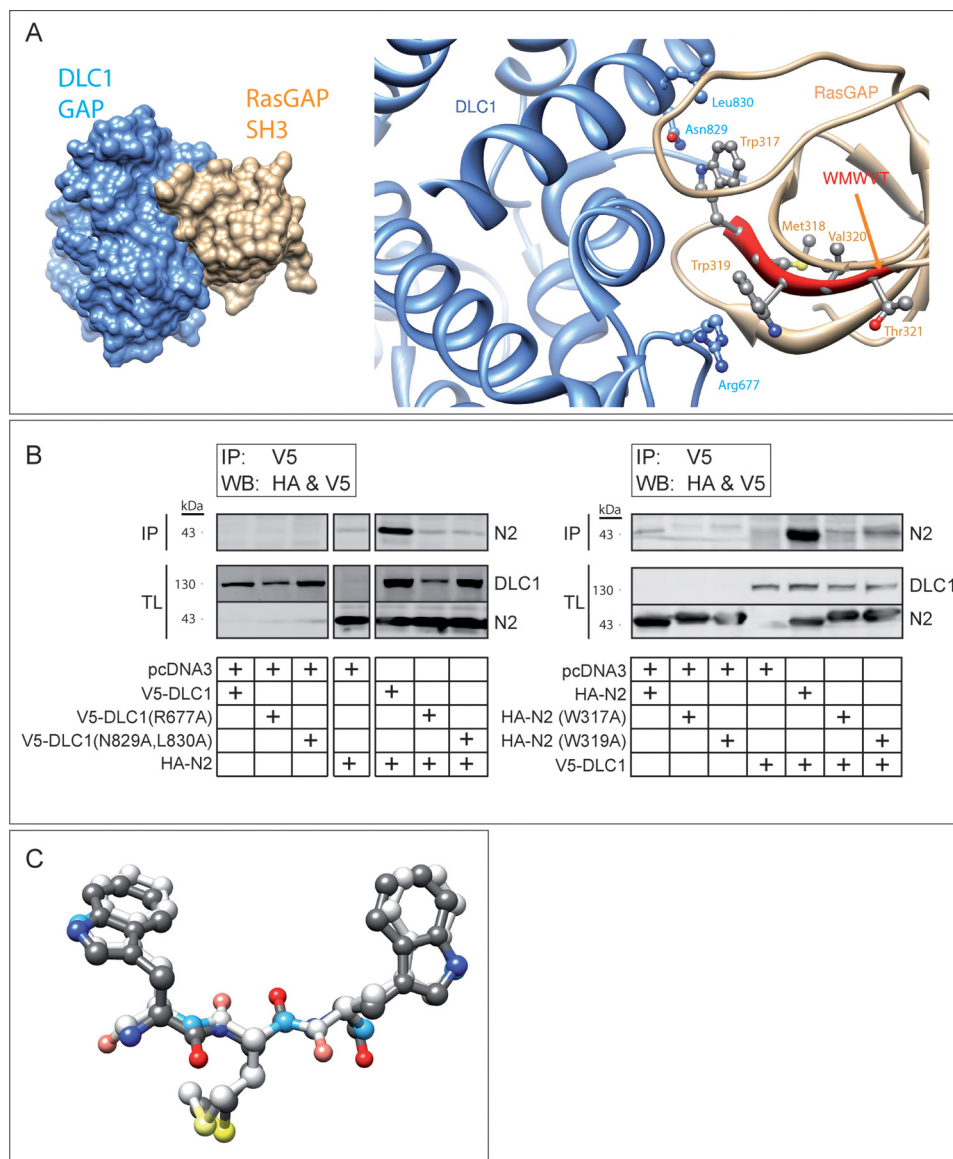 A
DLC1
GAP
RasGAP
SH3
DLC1
Leu830
RasGAP
Asn829
Trp317
WMWVT
Met318
Val320
Trp319
Thr321
Arg677
B
IP: V5
WB: HA & V5
kDa
IP
43
N2
TL
130
DLC1
43
N2
pcDNA3 + + + +
V5-DLC1 + +
V5-DLC1(R677A) + +
V5-DLC1(N829A,L830A) + +
HA-N2 + + + +
IP: V5
WB: HA & V5
kDa
IP
43
N2
TL
130
DLC1
43
N2
pcDNA3 + + + +
HA-N2 + +
HA-N2 (W317A) + +
HA-N2 (W319A) + +
V5-DLC1 + + + +
C